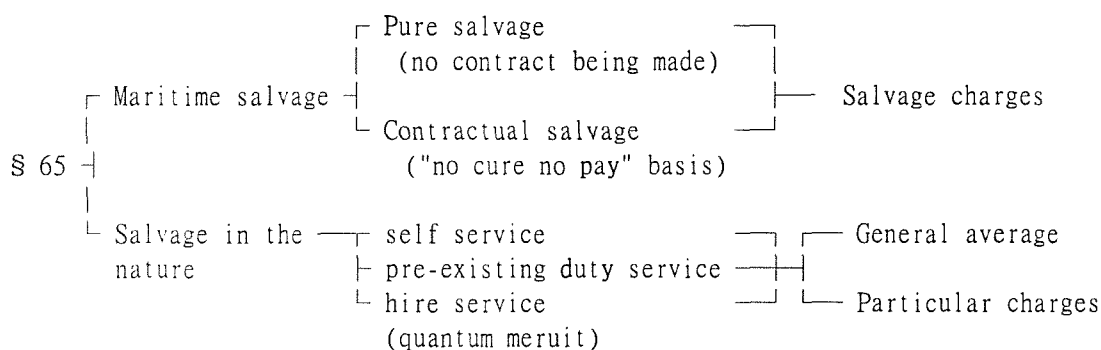 Pure salvage
(no contract being made)
Maritime salvage
Salvage charges
Contractual salvage
("no cure no pay" basis)
§ 65
Salvage in the
nature
self service
General average
pre-existing duty service
hire service
Particular charges
(quantum meruit)